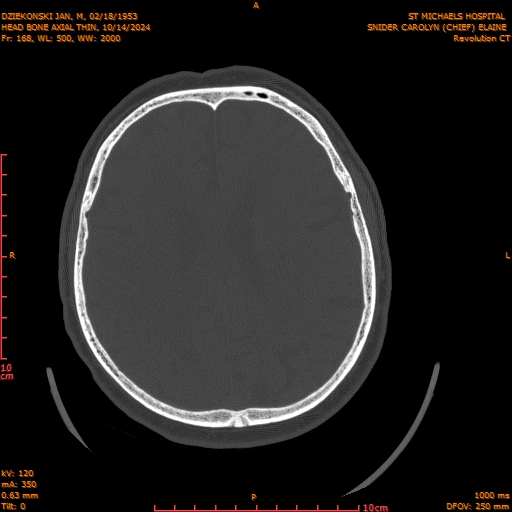 A
DZIEKONSKI JAN, M, 02/18/1953
HEAD BONE AXIAL THIN, 10/14/2024
Fr: 168, WL: 500, WW: 2000
ST MICHAELS HOSPITAL
SNIDER CAROLYN (CHIEF) ELAINE
Revolution CT
R
L
10
cm
kV: 120
mA: 350
0.63 mm
Tilt: 0
P
10cm
1000 ms
DFOV: 250 mm